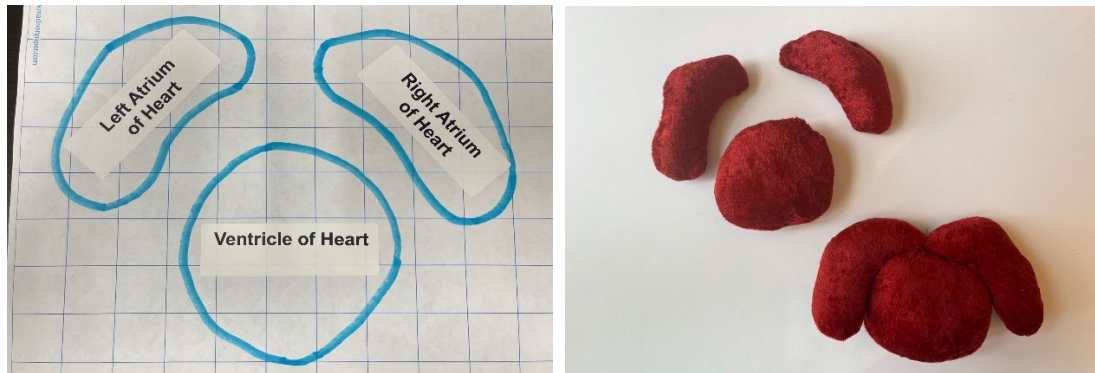 Left Atrium
of Heart
Right Atrium
of Heart
Ventricle of Heart